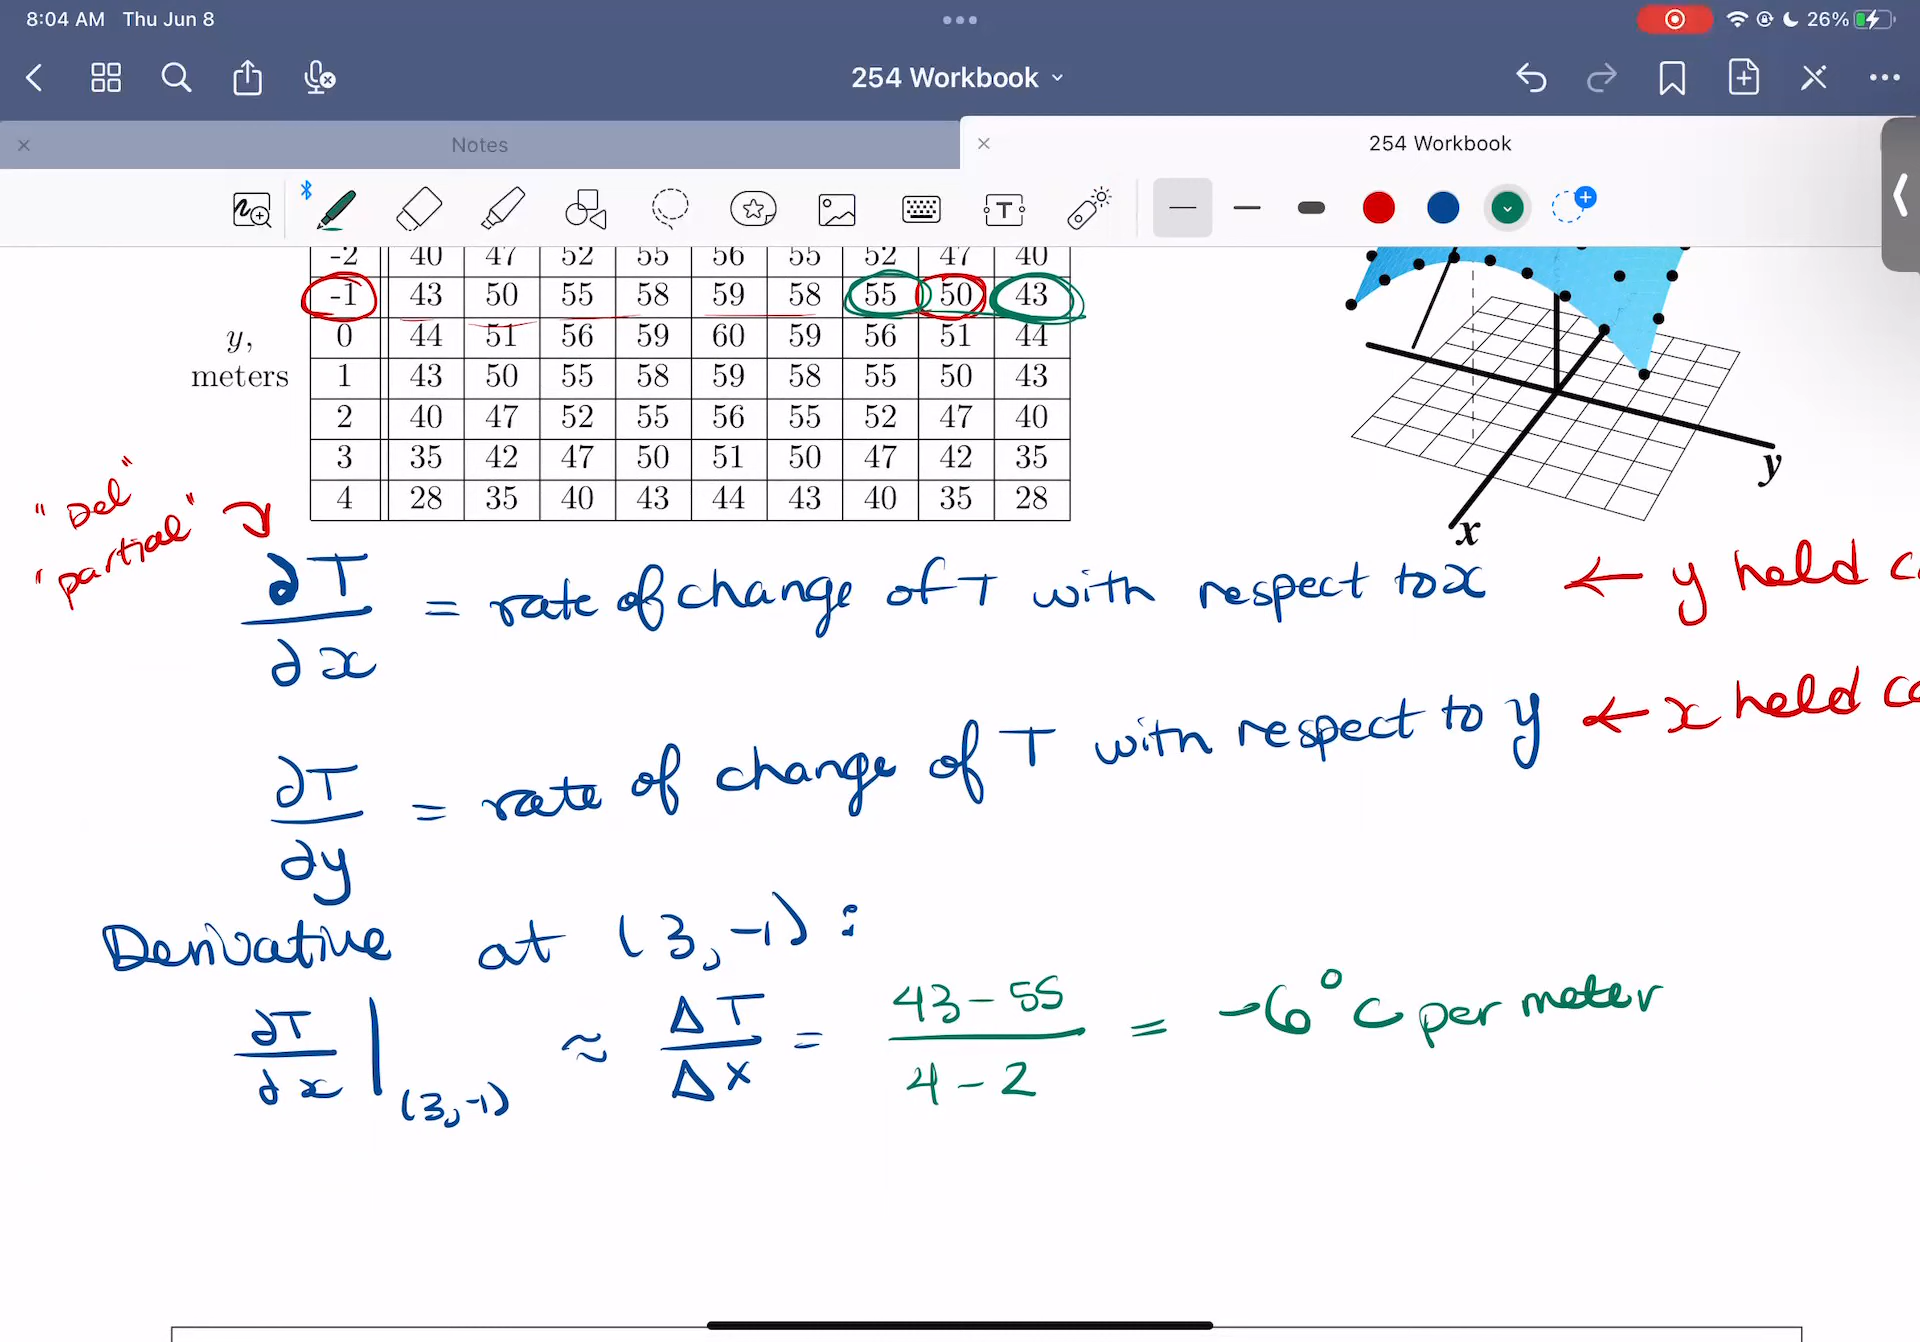 8:04 AM Thu Jun 8
26%
254 Workbook
Notes
254 Workbook
T
-2 40 47 52 55 56 55 52 47 40
-1 43 50 55 58 59 58 55 50 43
0 44 51 56 59 60 59 56 51 44
1 43 50 55 58 59 58 55 50 43
2 40 47 52 55 56 55 52 47 40
3 35 42 47 50 51 50 47 42 35
4 28 35 40 43 44 43 40 35 28
y,
meters
y
x
"Del"
"partial"
∂T/∂x = rate of change of T with respect to x ← y held c
∂T/∂y = rate of change of T with respect to y ← x held co
Derivative at (3,-1):
∂T/∂x |(3,-1) ≈ ΔT/Δx = 43-55/4-2 = -6°C per meter